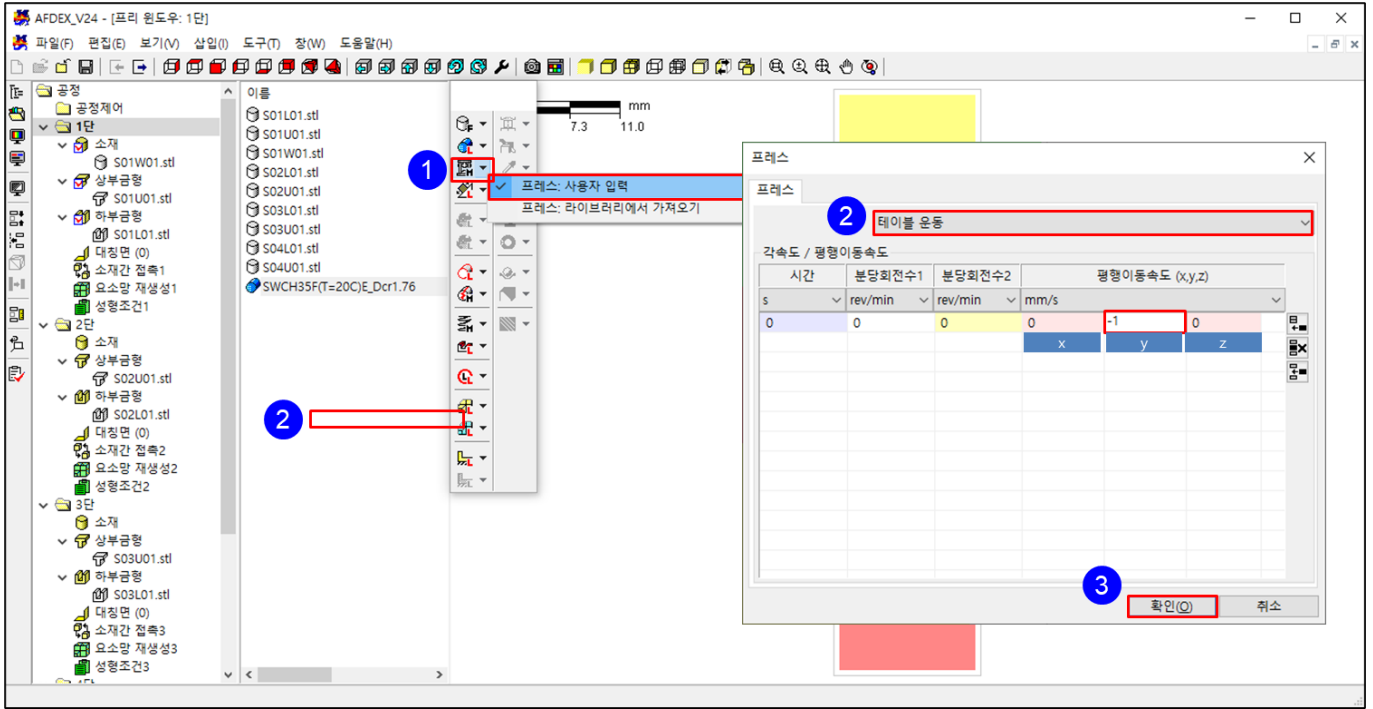 AFDEX_V24 - [프리 윈도우: 1단]
파일(F) 편집(E) 보기(V) 삽입(I) 도구(T) 창(W) 도움말(H)
공정
공정제어
1단
소재
S01W01.stl
상부금형
S01U01.stl
하부금형
S01L01.stl
대칭면 (0)
소재간 접촉1
요소망 재생성1
성형조건1
2단
소재
상부금형
S02U01.stl
하부금형
S02L01.stl
대칭면 (0)
소재간 접촉2
요소망 재생성2
성형조건2
3단
소재
상부금형
S03U01.stl
하부금형
S03L01.stl
대칭면 (0)
소재간 접촉3
요소망 재생성3
성형조건3
이름
S01L01.stl
S01U01.stl
S01W01.stl
S02L01.stl
S02U01.stl
S03L01.stl
S03U01.stl
S04L01.stl
S04U01.stl
SWCH35F(T=20C)E_Dcr1.76
mm
7.3 11.0
1
프레스: 사용자 입력
프레스: 라이브러리에서 가져오기
2
프레스
프레스
2
테이블 운동
각속도 / 평행이동속도
시간 분당회전수1 분당회전수2 평행이동속도 (x,y,z)
s rev/min rev/min mm/s
0 0 0 0 -1 0
x y z
3
확인(O) 취소